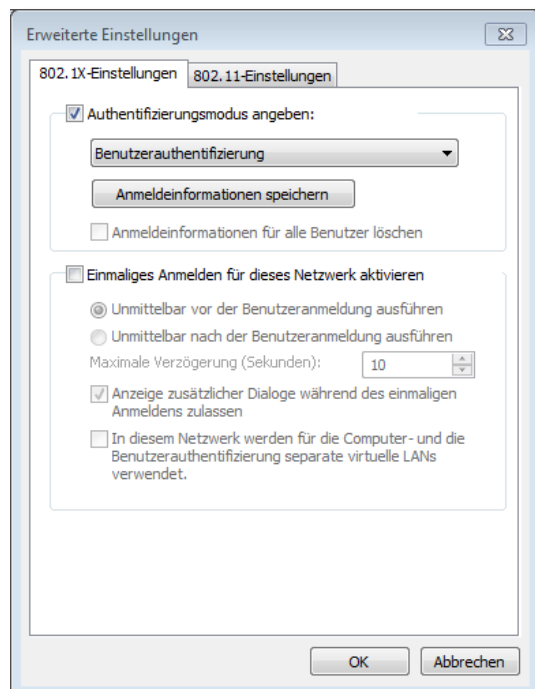 Erweiterte Einstellungen
802.1X-Einstellungen
802.11-Einstellungen
Authentifizierungsmodus angeben:
Benutzerauthentifizierung
Anmeldeinformationen speichern
Anmeldeinformationen für alle Benutzer löschen
Einmaliges Anmelden für dieses Netzwerk aktivieren
Unmittelbar vor der Benutzeranmeldung ausführen
Unmittelbar nach der Benutzeranmeldung ausführen
Maximale Verzögerung (Sekunden):
10
Anzeige zusätzlicher Dialoge während des einmaligen
Anmeldens zulassen
In diesem Netzwerk werden für die Computer- und die
Benutzerauthentifizierung separate virtuelle LANs
verwendet.
OK
Abbrechen